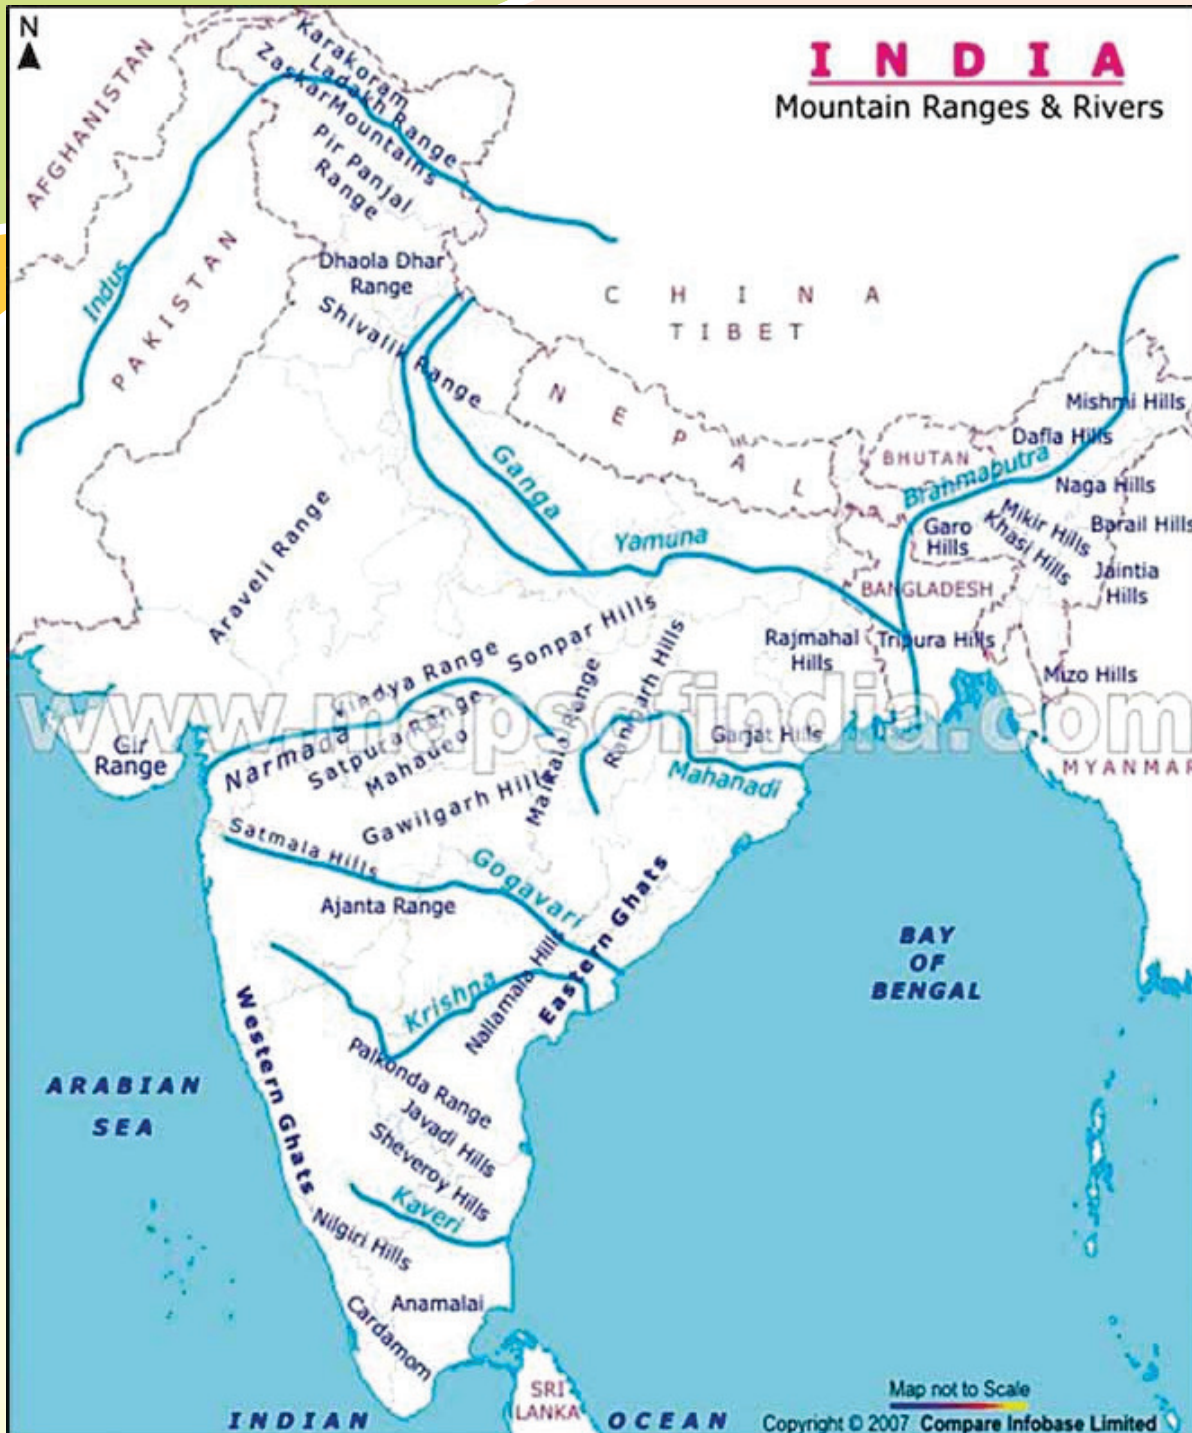 N
I N D I A
Mountain Ranges & Rivers
Karakoram
Ladakh Range
Zaskar Mountains
Pir Panjal
Range
AFGHANISTAN
Indus
PAKISTAN
Dhaola Dhar
Range
Shivalik Range
CHINA
TIBET
NEPAL
BHUTAN
Mishmi Hills
Dafla Hills
Brahmaputra
Naga Hills
Mikir Hills
Khasi Hills
Barail Hills
Garo
Hills
Jaintia
Hills
BANGLADESH
Ganga
Yamuna
Araveli Range
Sonpar Hills
Rajmahal
Hills
Tripura Hills
Mizo Hills
www.mapsofindia.com
Vindya Range
Narmada
Satpura Range
Mahadeo
Gir
Range
Maikala Range
Ramgarh Hills
Garjat Hills
Mahanadi
MYANMAR
Gawilgarh Hills
Satmala Hills
Gogavari
Ajanta Range
Eastern Ghats
BAY
OF
BENGAL
Krishna
Nallamala Hills
Western Ghats
Palkonda Range
Javadi Hills
Sheveroy Hills
ARABIAN
SEA
Kaveri
Nilgiri Hills
Anamalai
Cardamom
SRI
LANKA
INDIAN OCEAN
Map not to Scale
Copyright © 2007 Compare Infobase Limited